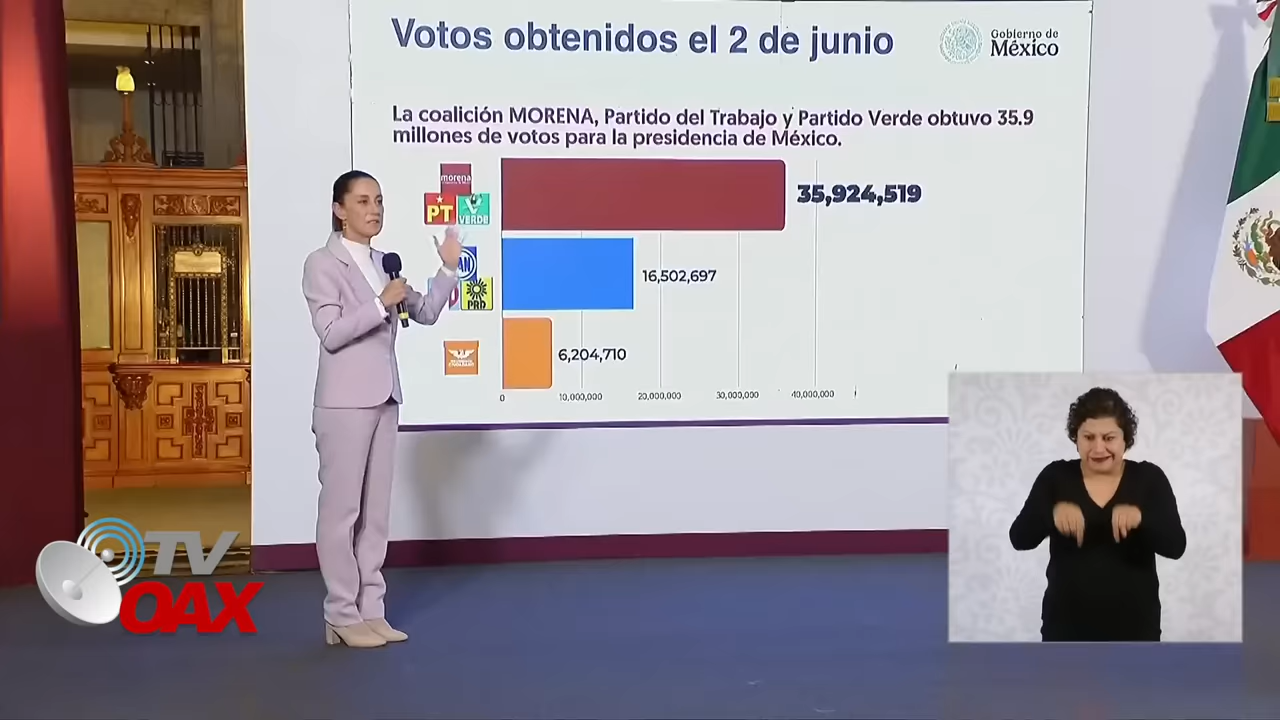 Votos obtenidos el 2 de junio
Gobierno de
México
La coalición MORENA, Partido del Trabajo y Partido Verde obtuvo 35.9
millones de votos para la presidencia de México.
morena
PT
VERDE
35,924,519
16,502,697
PRD
6,204,710
0
10,000,000
20,000,000
30,000,000
40,000,000
TV
OAX